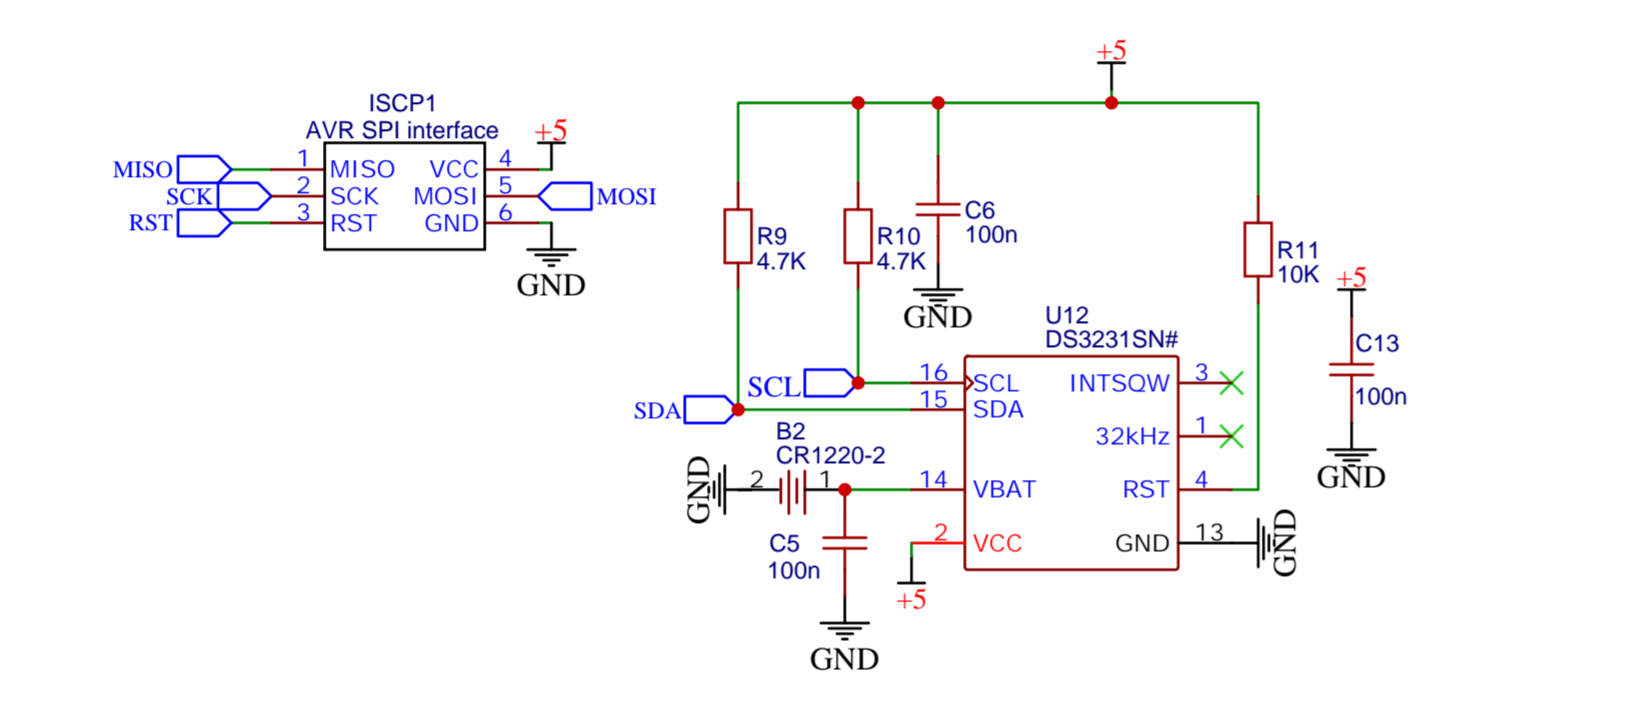 ISCP1
AVR SPI interface
+5
MISO 1 MISO VCC 4
SCK 2 SCK MOSI 5 MOSI
RST 3 RST GND 6
GND
+5
R9
4.7K
R10
4.7K
C6
100n
GND
R11
10K
+5
C13
100n
GND
U12
DS3231SN#
SCL 16 SCL INTSQW 3
SDA 15 SDA
32kHz 1
B2
CR1220-2
GND 2 1 14 VBAT RST 4
C5
100n
2 VCC GND 13 GND
+5
GND